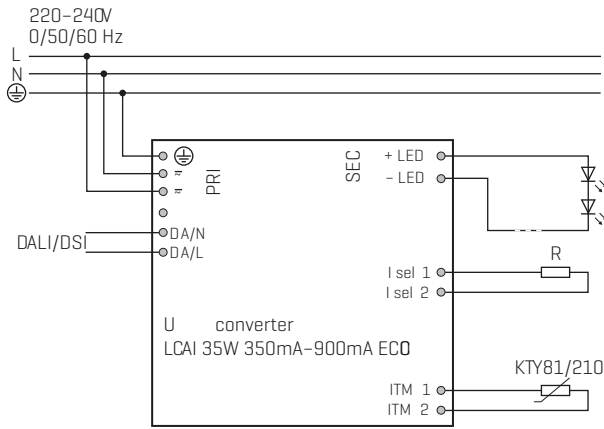 220–240V
0/50/60 Hz
L
N
PRI
SEC
+ LED
– LED
DALI/DSI
DA/N
DA/L
I sel 1
I sel 2
R
U converter
LCAI 35W 350mA–900mA ECO
KTY81/210
ITM 1
ITM 2